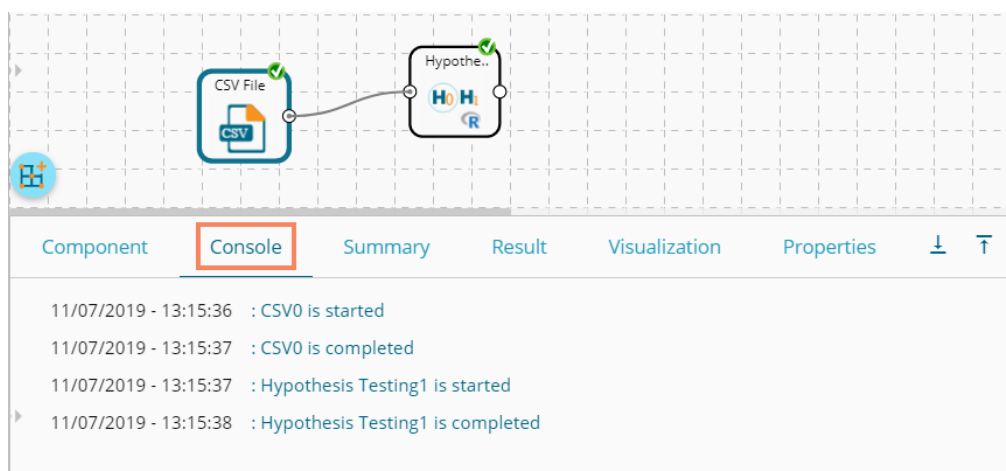 Hypothe..
CSV File
H0 H1
R
CSV
Component Console Summary Result Visualization Properties
11/07/2019 - 13:15:36 : CSV0 is started
11/07/2019 - 13:15:37 : CSV0 is completed
11/07/2019 - 13:15:37 : Hypothesis Testing1 is started
11/07/2019 - 13:15:38 : Hypothesis Testing1 is completed